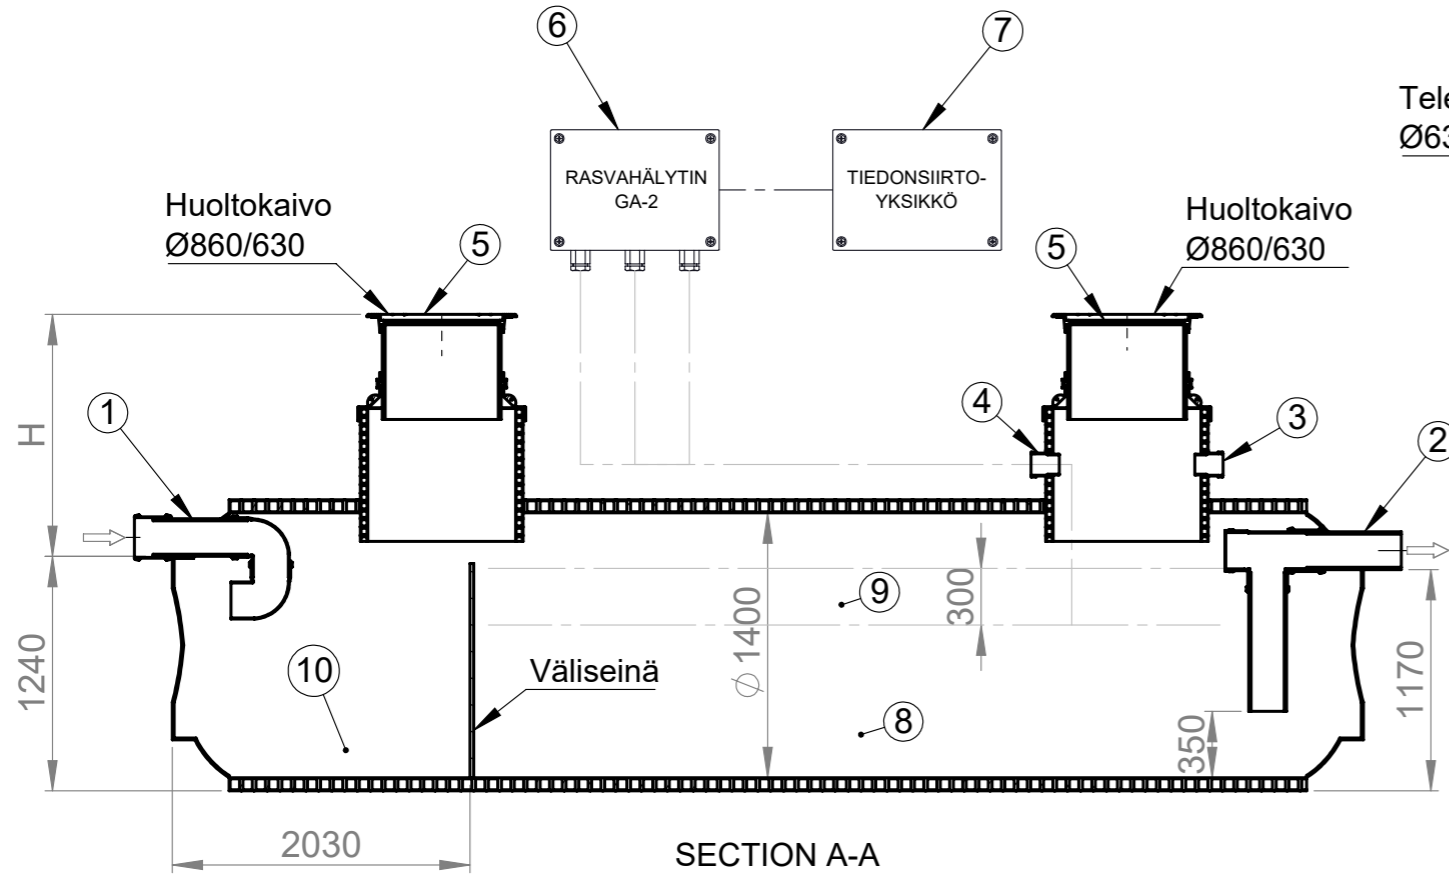 6
7
Tele
Ø63
RASVAHÄLYTIN
GA-2
TIEDONSIIRTO-
YKSIKKÖ
Huoltokaivo
Ø860/630
5
Huoltokaivo
Ø860/630
5
H
1
4
3
2
9
300
Ø 1400
1240
10
Väliseinä
8
350
1170
2030
SECTION A-A